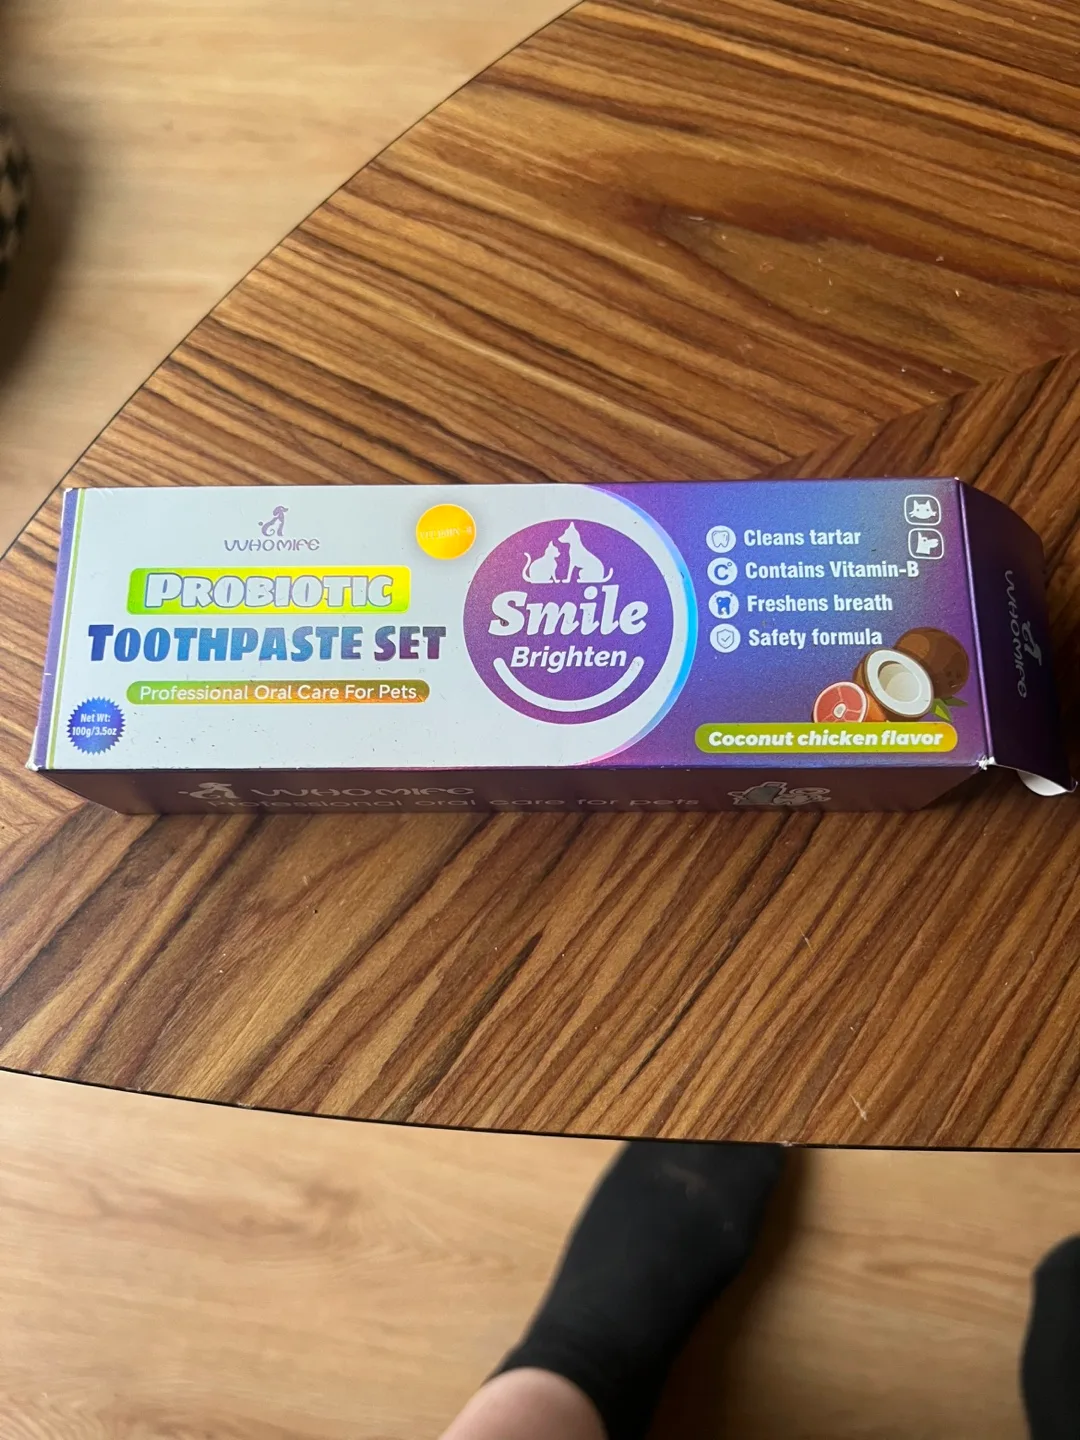 WHOMIFE
PROBIOTIC
TOOTHPASTE SET
Professional Oral Care For Pets
Net Wt:
100g/3.5oz
Smile
Brighten
Cleans tartar
Contains Vitamin-B
Freshens breath
Safety formula
Coconut chicken flavor
WHOMIFE
Professional oral care for pets
WHOMIFE